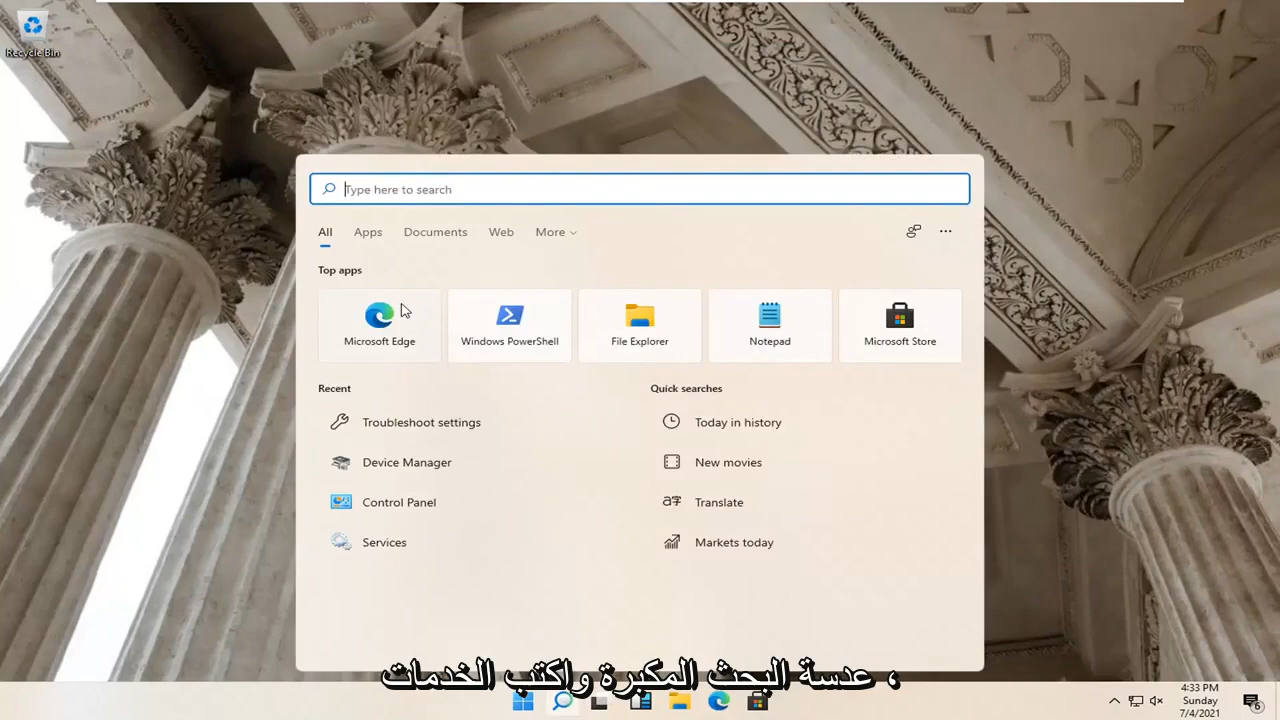 Recycle Bin
Type here to search
All Apps Documents Web More
Top apps
Microsoft Edge Windows PowerShell File Explorer Notepad Microsoft Store
Recent Quick searches
Troubleshoot settings Today in history
Device Manager New movies
Control Panel Translate
Services Markets today
، عدسة البحث المكبرة واكتب الخدمات
4:33 PM
Sunday
7/4/2021
6